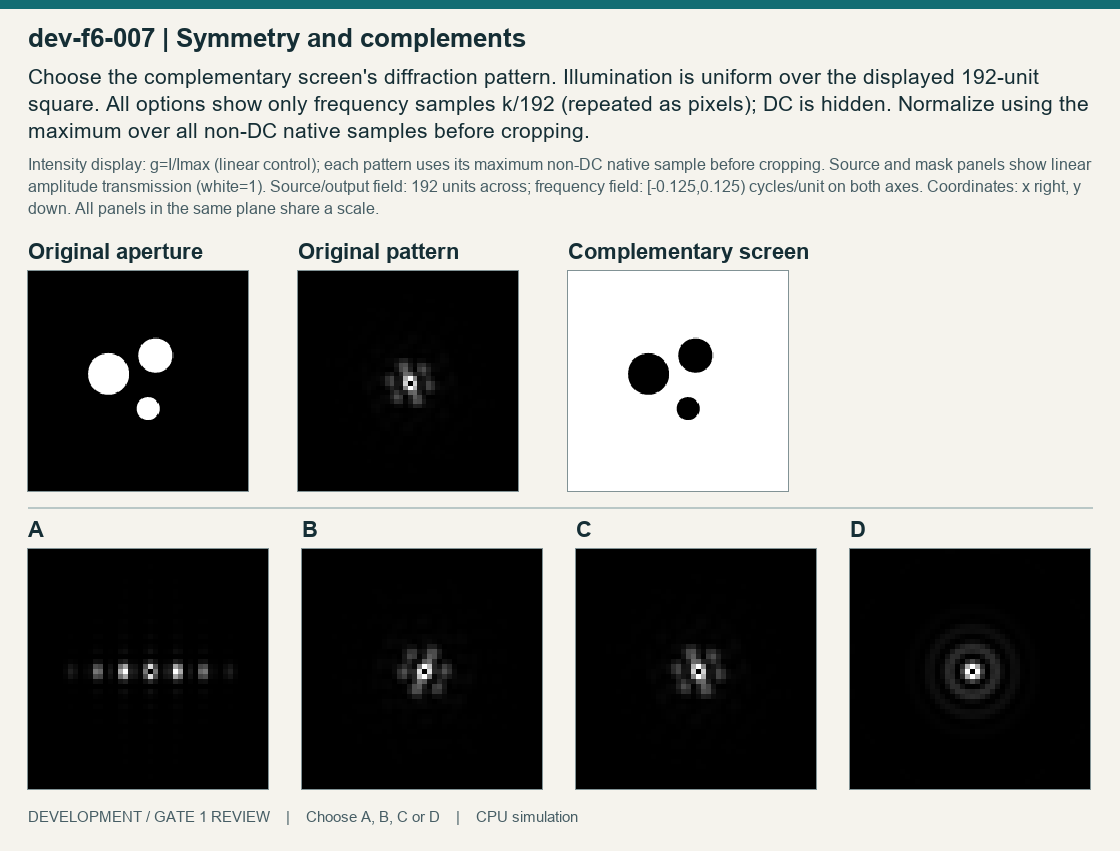 dev-f6-007 | Symmetry and complements
Choose the complementary screen's diffraction pattern. Illumination is uniform over the displayed 192-unit
square. All options show only frequency samples k/192 (repeated as pixels); DC is hidden. Normalize using the
maximum over all non-DC native samples before cropping.
Intensity display: g=I/Imax (linear control); each pattern uses its maximum non-DC native sample before cropping. Source and mask panels show linear
amplitude transmission (white=1). Source/output field: 192 units across; frequency field: [-0.125,0.125) cycles/unit on both axes. Coordinates: x right, y
down. All panels in the same plane share a scale.
Original aperture
Original pattern
Complementary screen
A
B
C
D
DEVELOPMENT / GATE 1 REVIEW | Choose A, B, C or D | CPU simulation